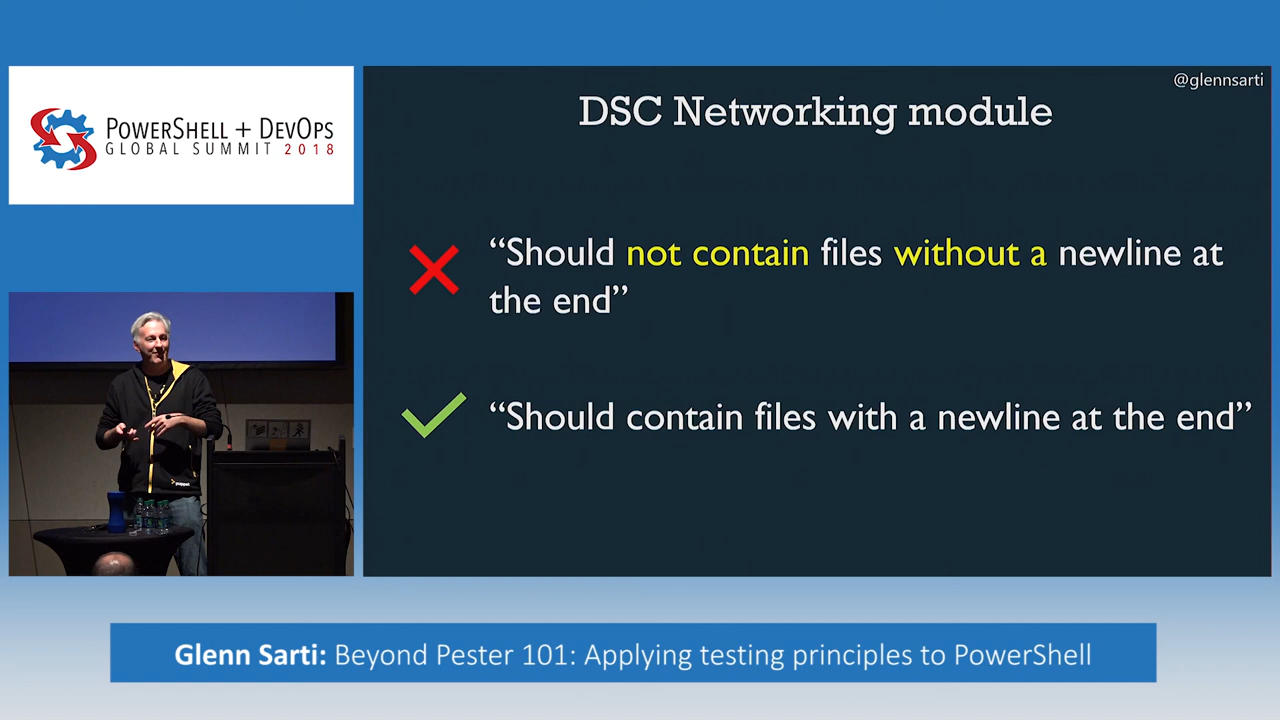 POWERSHELL + DEVOPS
GLOBAL SUMMIT 2018
@glennsarti
DSC Networking module
“Should not contain files without a newline at
the end”
“Should contain files with a newline at the end”
puppet
Glenn Sarti: Beyond Pester 101: Applying testing principles to PowerShell